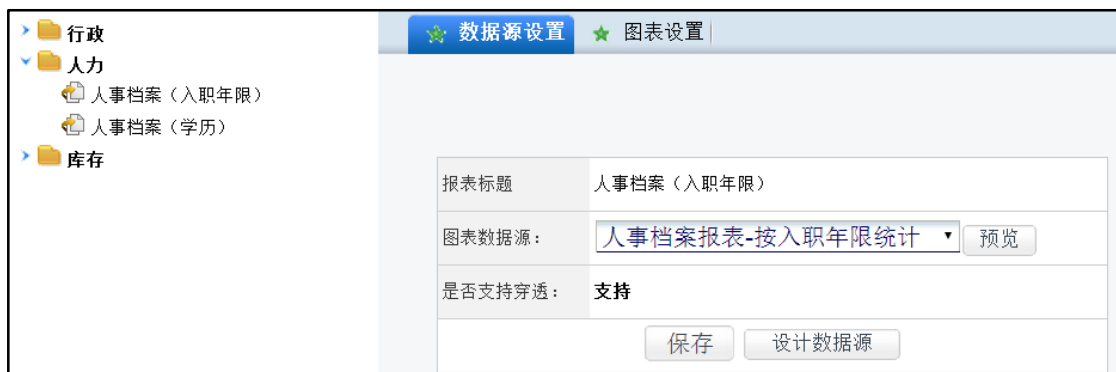 行政
人力
人事档案（入职年限）
人事档案（学历）
库存
数据源设置 图表设置
报表标题 人事档案（入职年限）
图表数据源： 人事档案报表-按入职年限统计 预览
是否支持穿透： 支持
保存 设计数据源